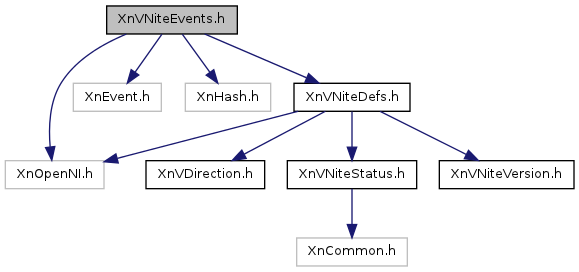 XnVNiteEvents.h
XnEvent.h
XnHash.h
XnVNiteDefs.h
XnOpenNI.h
XnVDirection.h
XnVNiteStatus.h
XnVNiteVersion.h
XnCommon.h